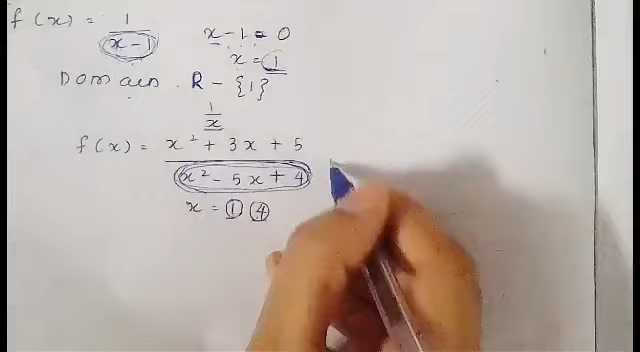 f(x) = 1
x - 1
x - 1 = 0
x = 1
Domain R - {1}
1
x
f(x) = x² + 3x + 5
x² - 5x + 4
x = 1 4